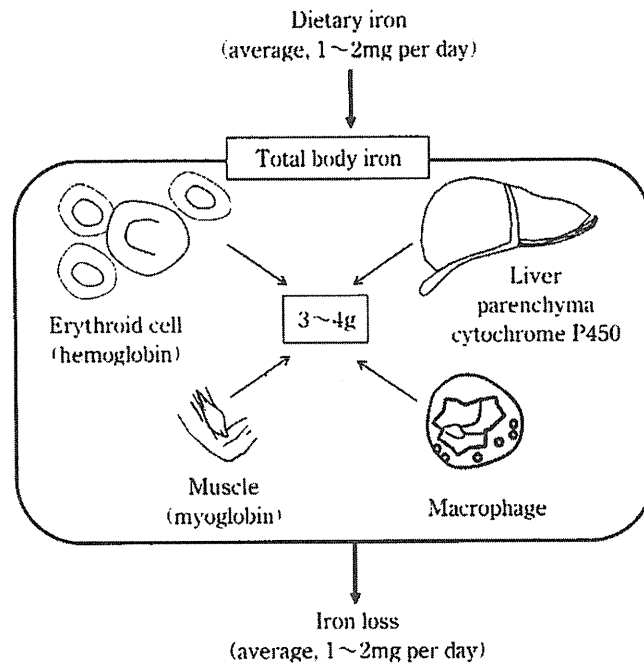 Dietary iron
(average, 1~2mg per day)
Total body iron
Erythroid cell
(hemoglobin)
3~4g
Liver
parenchyma
cytochrome P450
Muscle
(myoglobin)
Macrophage
Iron loss
(average, 1~2mg per day)